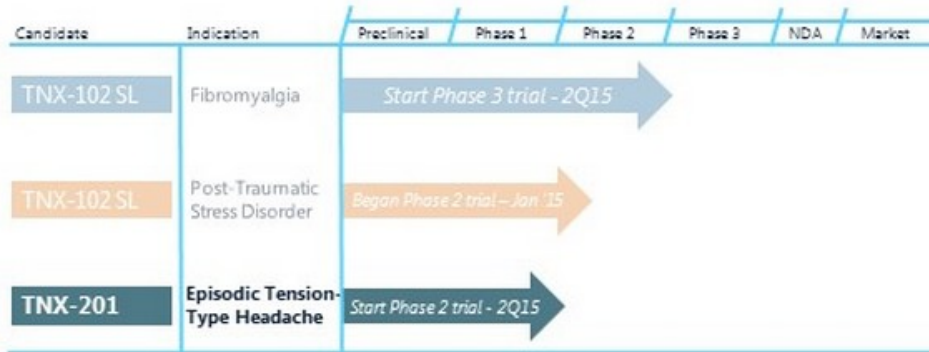 Candidate Indication Preclinical Phase 1 Phase 2 Phase 3 NDA Market
TNX-102 SL Fibromyalgia Start Phase 3 trial - 2Q15
TNX-102 SL Post-Traumatic
Stress Disorder
Began Phase 2 trial – Jan '15
TNX-201 Episodic Tension-
Type Headache
Start Phase 2 trial - 2Q15